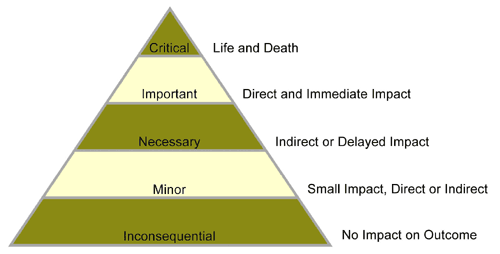 Critical Life and Death
Important Direct and Immediate Impact
Necessary Indirect or Delayed Impact
Minor Small Impact, Direct or Indirect
Inconsequential No Impact on Outcome